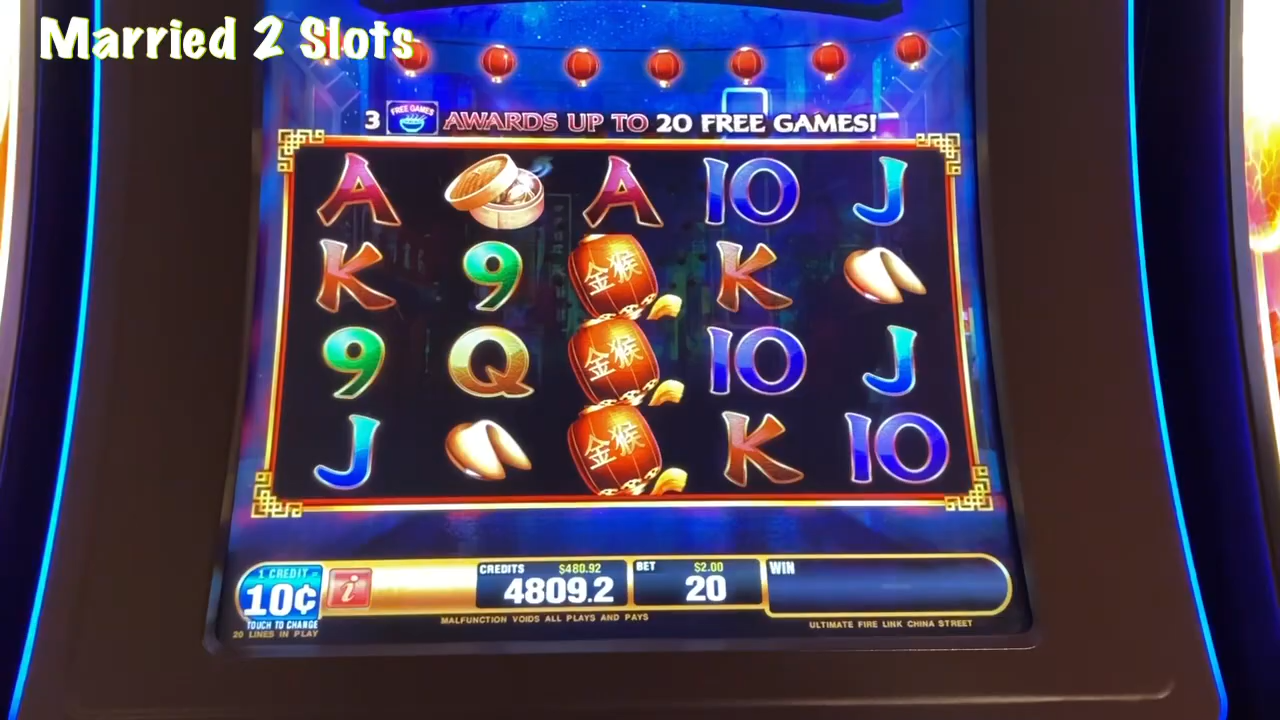 Married 2 Slots
3 FREE GAMES AWARDS UP TO 20 FREE GAMES!
A A 10 J
K 9 金猴 K
9 Q 金猴 10 J
J 金猴 K 10
1 CREDIT =
10¢
TOUCH TO CHANGE
20 LINES IN PLAY
i
CREDITS $480.92
4809.2
BET $2.00
20
WIN
MALFUNCTION VOIDS ALL PLAYS AND PAYS
ULTIMATE FIRE LINK CHINA STREET